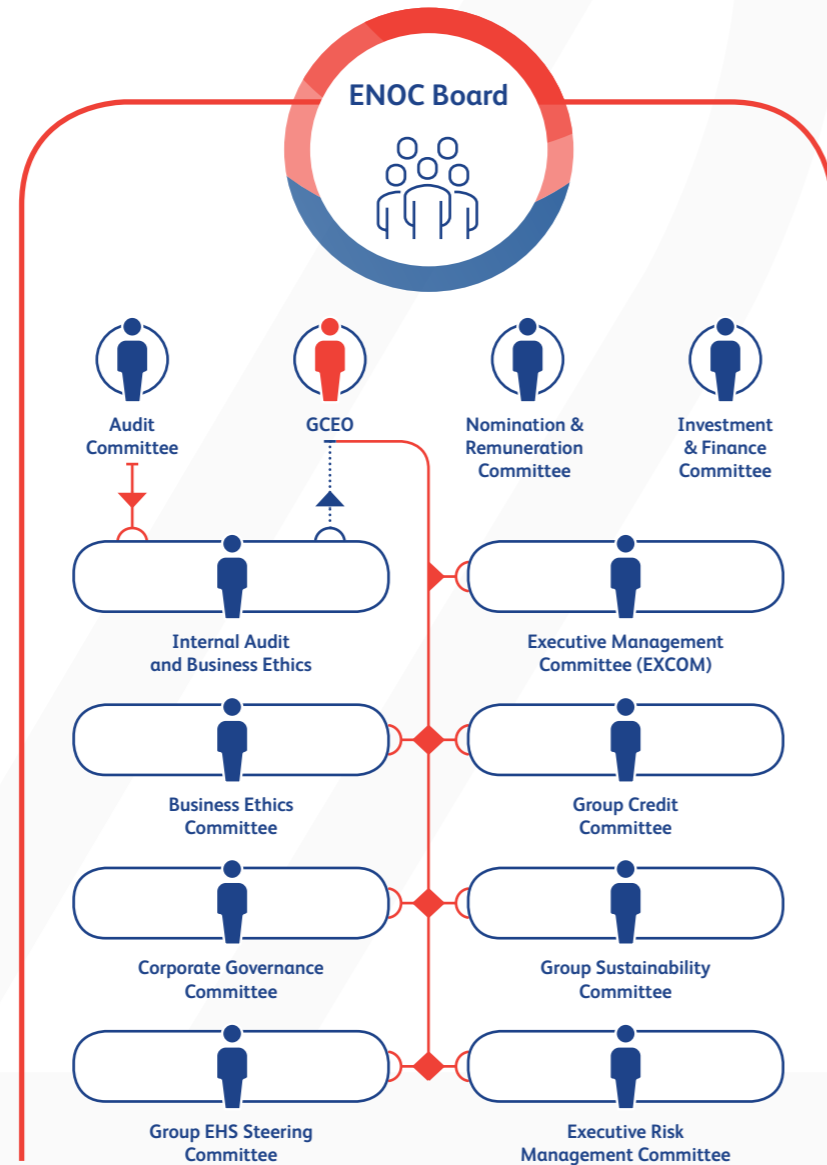 ENOC Board
Audit
Committee
GCEO
Nomination &
Remuneration
Committee
Investment
& Finance
Committee
Internal Audit
and Business Ethics
Executive Management
Committee (EXCOM)
Business Ethics
Committee
Group Credit
Committee
Corporate Governance
Committee
Group Sustainability
Committee
Group EHS Steering
Committee
Executive Risk
Management Committee